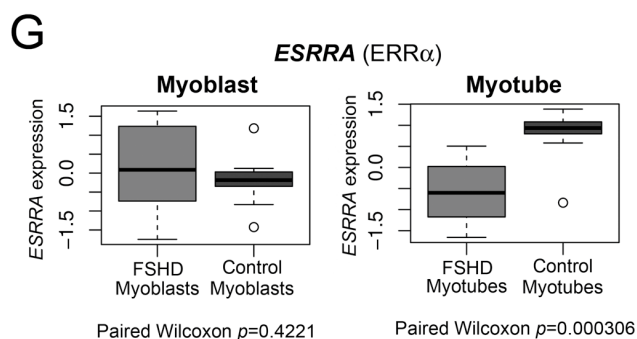 G
ESRRA (ERRα)
Myoblast
ESRRA expression
1.5
0.0
−1.5
FSHD Myoblasts
Control Myoblasts
Paired Wilcoxon p=0.4221
Myotube
ESRRA expression
1.5
0.0
−1.5
FSHD Myotubes
Control Myotubes
Paired Wilcoxon p=0.000306